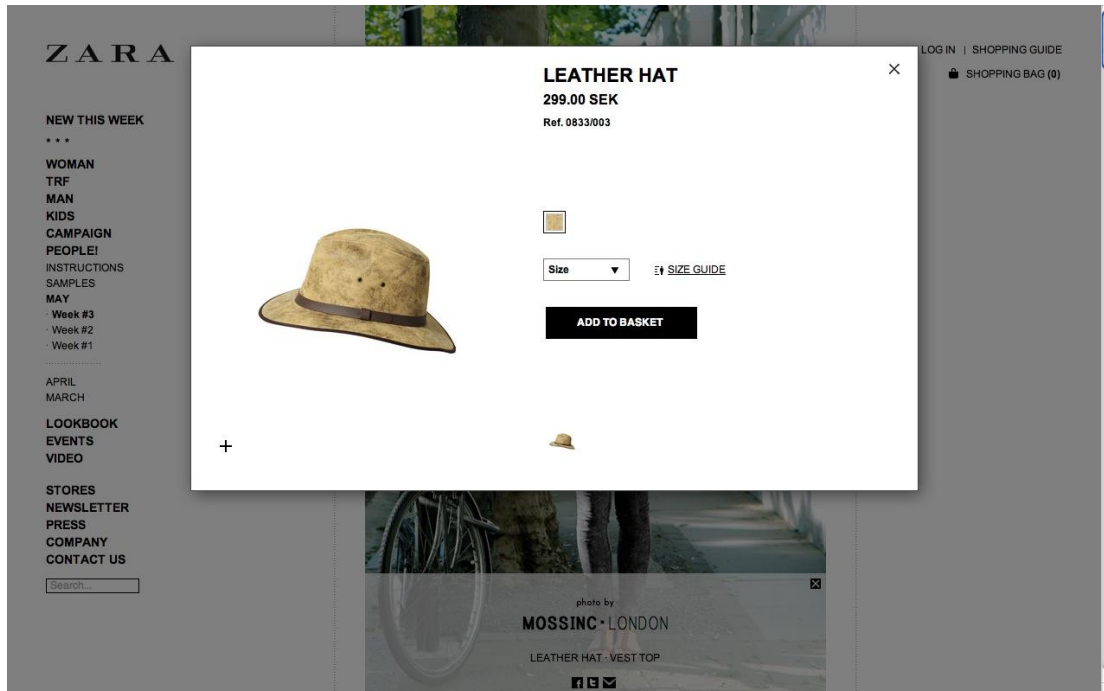 ZARA
LOG IN | SHOPPING GUIDE
SHOPPING BAG (0)
NEW THIS WEEK
* * *
WOMAN
TRF
MAN
KIDS
CAMPAIGN
PEOPLE!
INSTRUCTIONS
SAMPLES
MAY
· Week #3
· Week #2
· Week #1
APRIL
MARCH
LOOKBOOK
EVENTS
VIDEO
STORES
NEWSLETTER
PRESS
COMPANY
CONTACT US
Search...
LEATHER HAT
299.00 SEK
Ref. 0833/003
Size ▼ SIZE GUIDE
ADD TO BASKET
+
photo by
MOSSINC·LONDON
LEATHER HAT · VEST TOP